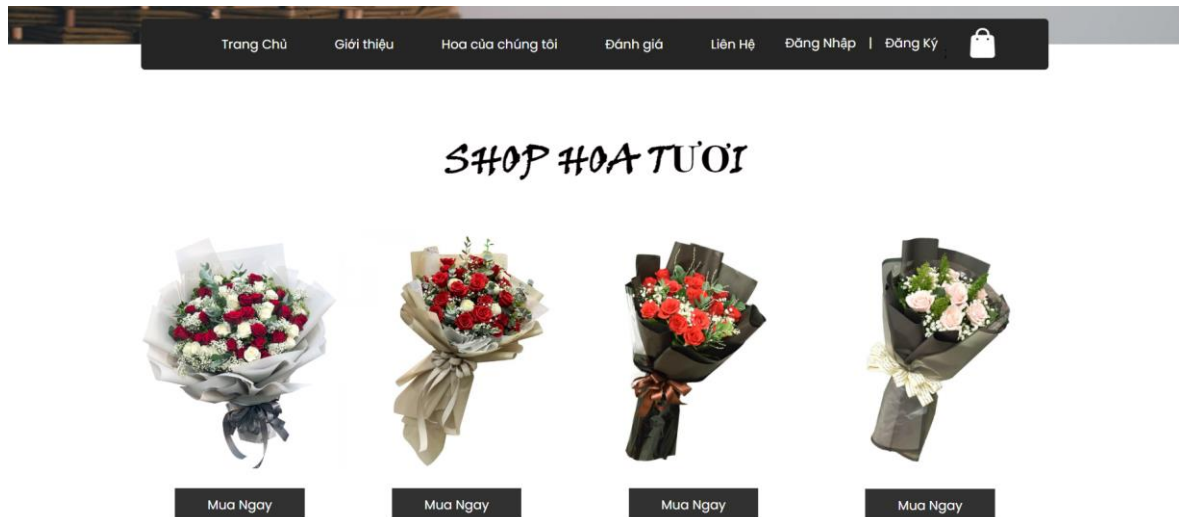 Trang Chủ Giới thiệu Hoa của chúng tôi Đánh giá Liên Hệ Đăng Nhập | Đăng Ký
SHOP HOA TƯƠI
Mua Ngay Mua Ngay Mua Ngay Mua Ngay